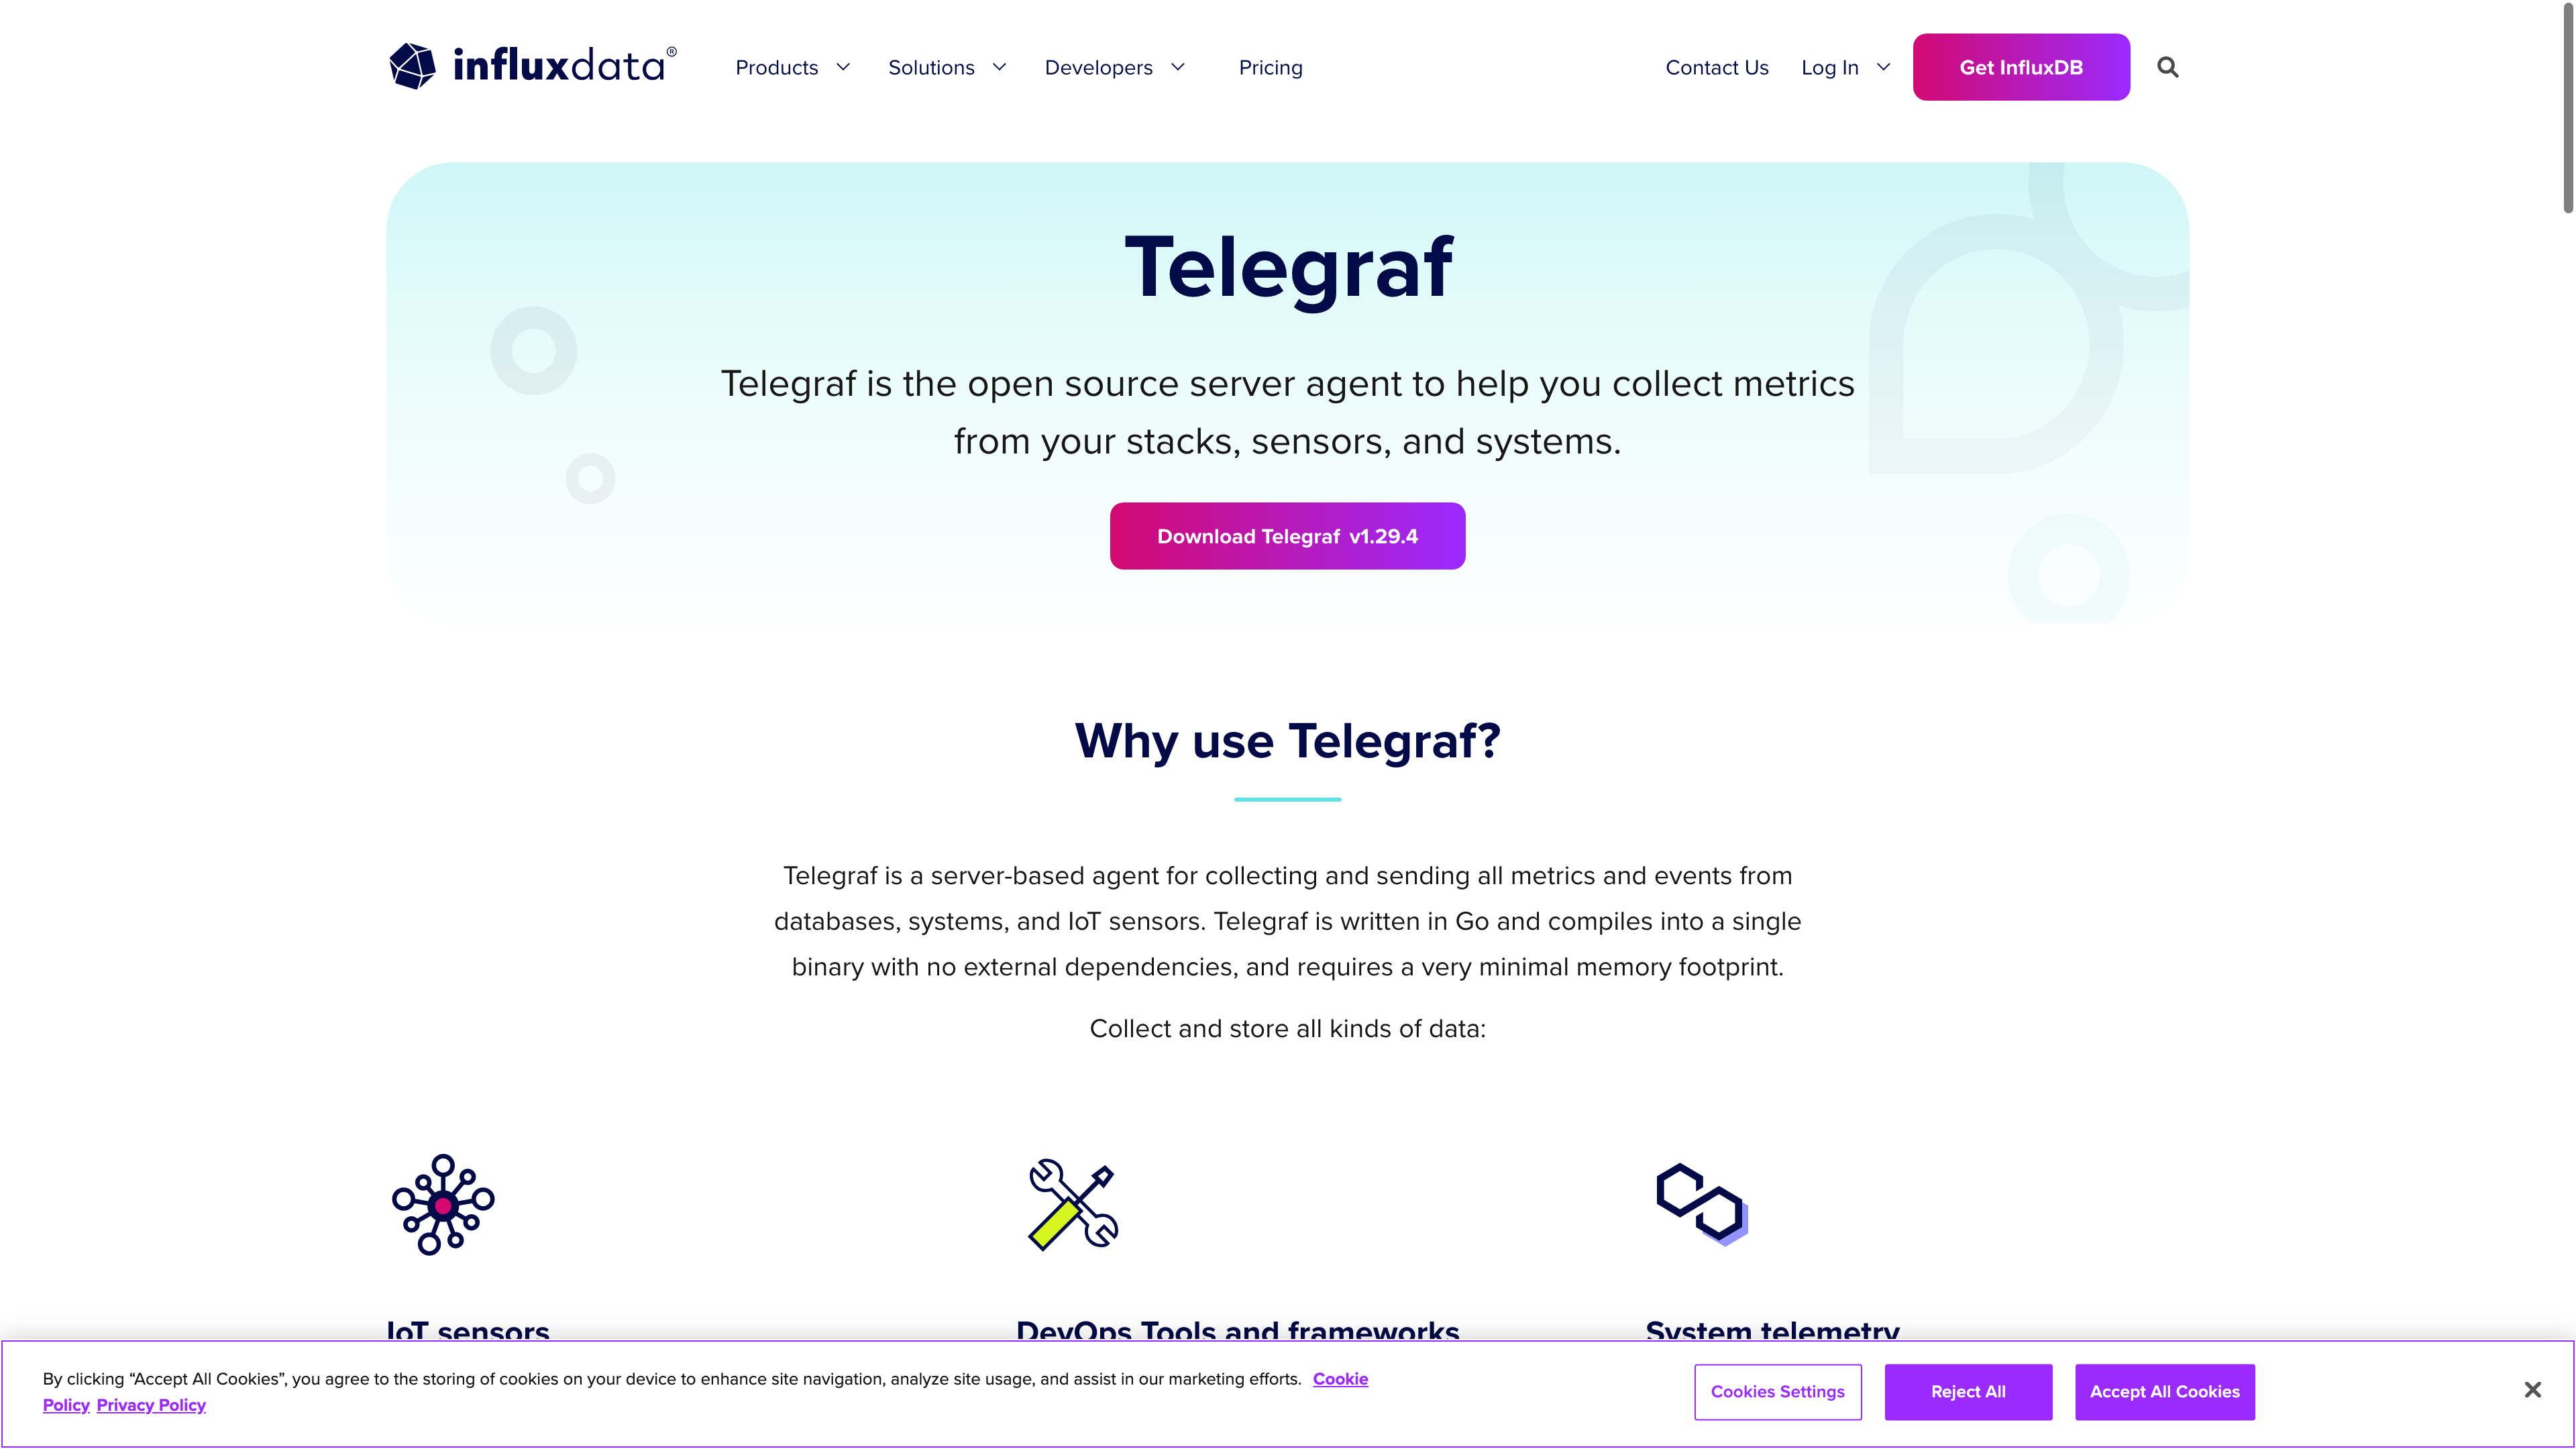 influxdata®
Products
Solutions
Developers
Pricing
Contact Us
Log In
Get InfluxDB
Telegraf
Telegraf is the open source server agent to help you collect metrics
from your stacks, sensors, and systems.
Download Telegraf v1.29.4
Why use Telegraf?
Telegraf is a server-based agent for collecting and sending all metrics and events from
databases, systems, and IoT sensors. Telegraf is written in Go and compiles into a single
binary with no external dependencies, and requires a very minimal memory footprint.
Collect and store all kinds of data:
IoT sensors
DevOps Tools and frameworks
System telemetry
By clicking “Accept All Cookies”, you agree to the storing of cookies on your device to enhance site navigation, analyze site usage, and assist in our marketing efforts. Cookie
Policy Privacy Policy
Cookies Settings
Reject All
Accept All Cookies